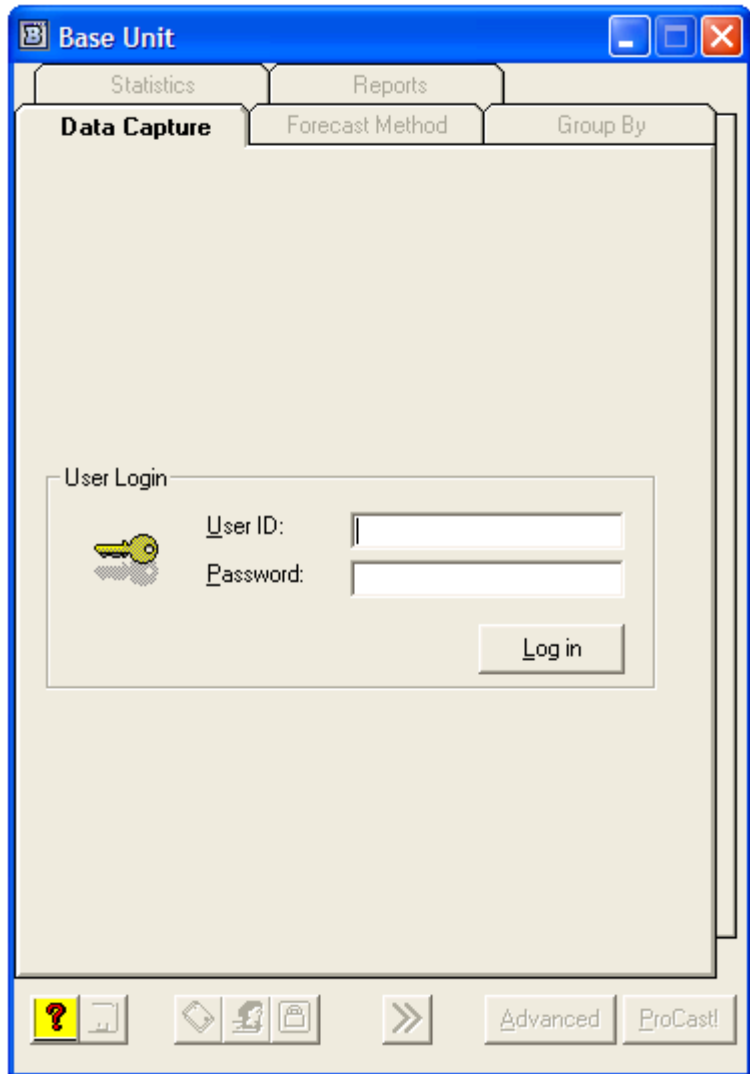 Base Unit
Statistics Reports
Data Capture Forecast Method Group By
User Login
User ID:
Password:
Log in
? Advanced ProCast!